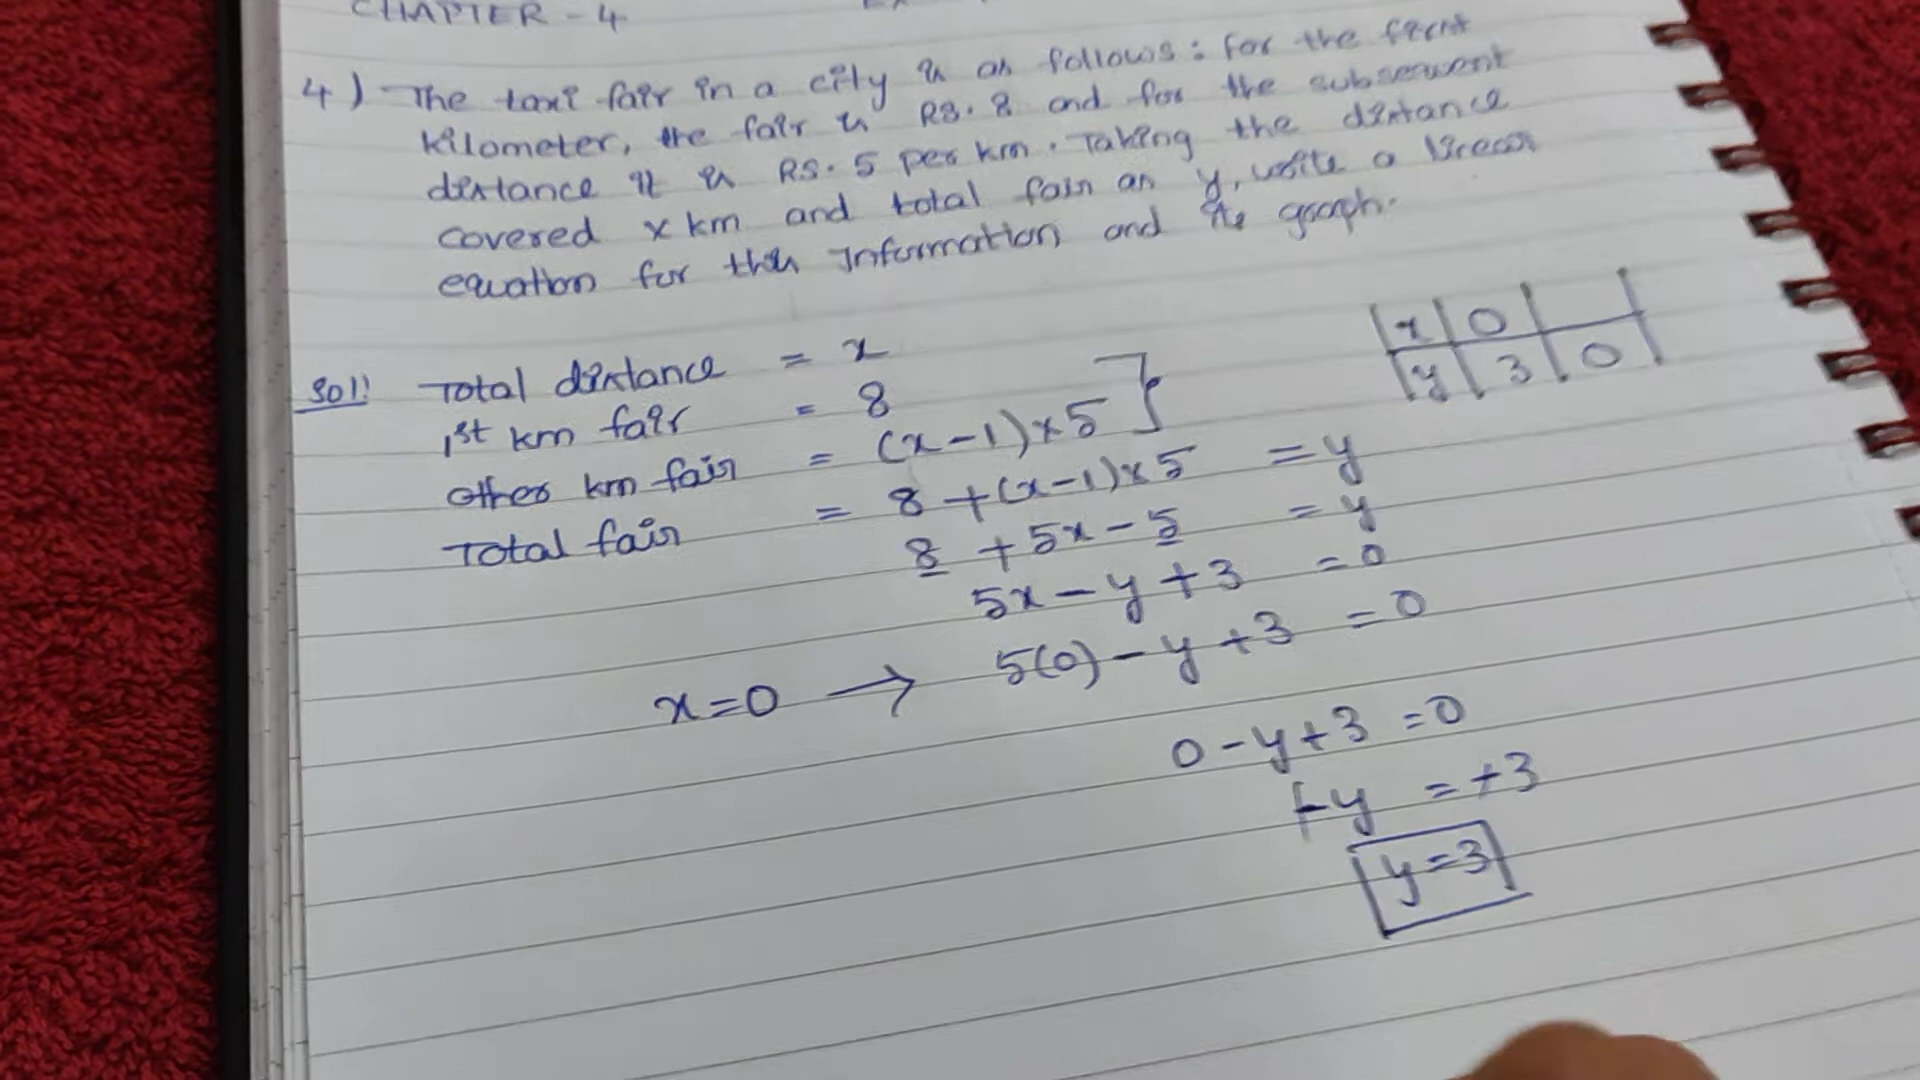 CHAPTER - 4
4) The taxi fair in a city is as follows: for the first
kilometer, the fair is RS. 8 and for the subsequent
distance it is RS. 5 per km. Taking the distance
covered x km and total fair as y, write a linear
equation for this Information and its graph.
Sol: Total distance = x
1st km fair = 8
other km fair = (x-1)×5
Total fair = 8+(x-1)×5 = y
8 + 5x - 5 = y
5x - y + 3 = 0
x=0 → 5(0) - y + 3 = 0
0 - y + 3 = 0
-y = +3
y = 3
x 0
y 3 0